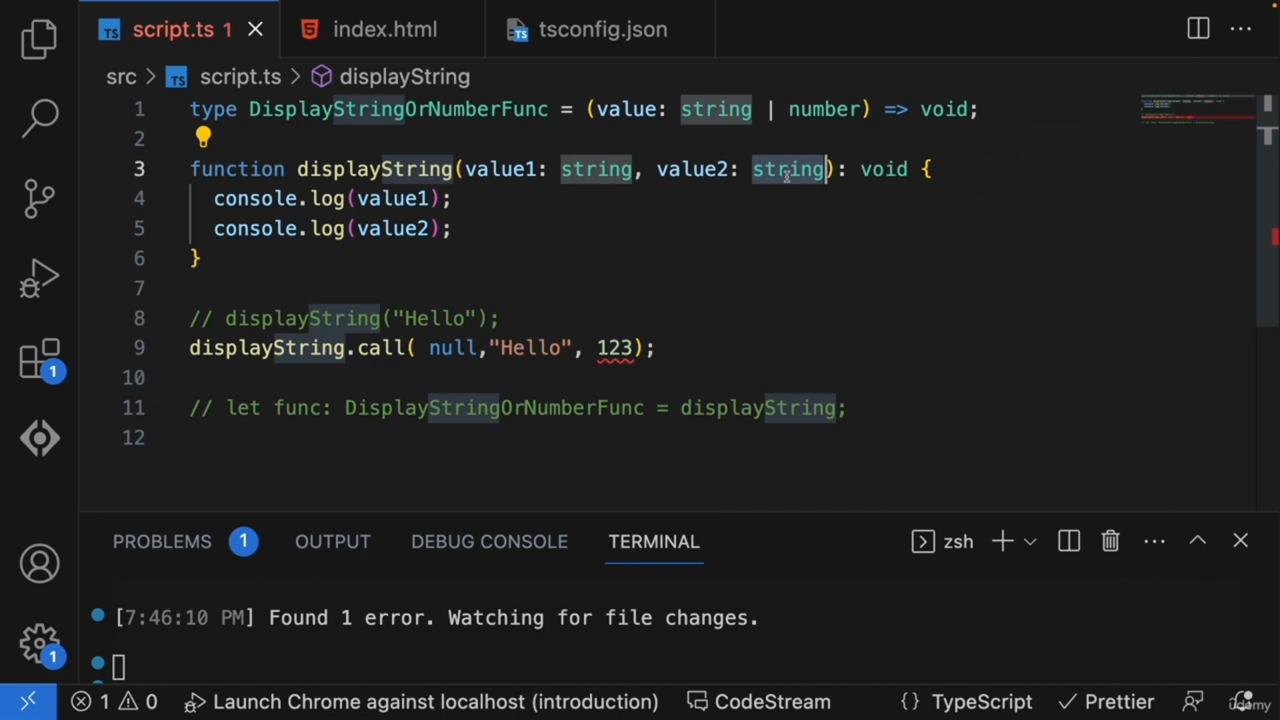 script.ts 1 index.html tsconfig.json
src > TS script.ts > displayString
1 type DisplayStringOrNumberFunc = (value: string | number) => void;
2
3 function displayString(value1: string, value2: string): void {
4 console.log(value1);
5 console.log(value2);
6 }
7
8 // displayString("Hello");
9 displayString.call( null,"Hello", 123);
10
11 // let func: DisplayStringOrNumberFunc = displayString;
12
PROBLEMS 1 OUTPUT DEBUG CONSOLE TERMINAL zsh
[7:46:10 PM] Found 1 error. Watching for file changes.
1 0 Launch Chrome against localhost (introduction) CodeStream {} TypeScript Prettier
1
1
udemy